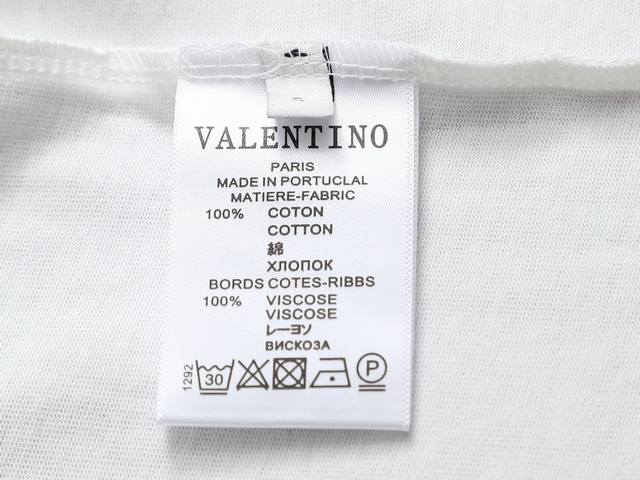 VALENTINO
PARIS
MADE IN PORTUCLAL
MATIERE-FABRIC
100% COTON
COTTON
綿
ХЛОПОК
BORDS COTES-RIBBS
100% VISCOSE
VISCOSE
レーヨン
ВИСКОЗА
1292
30
P